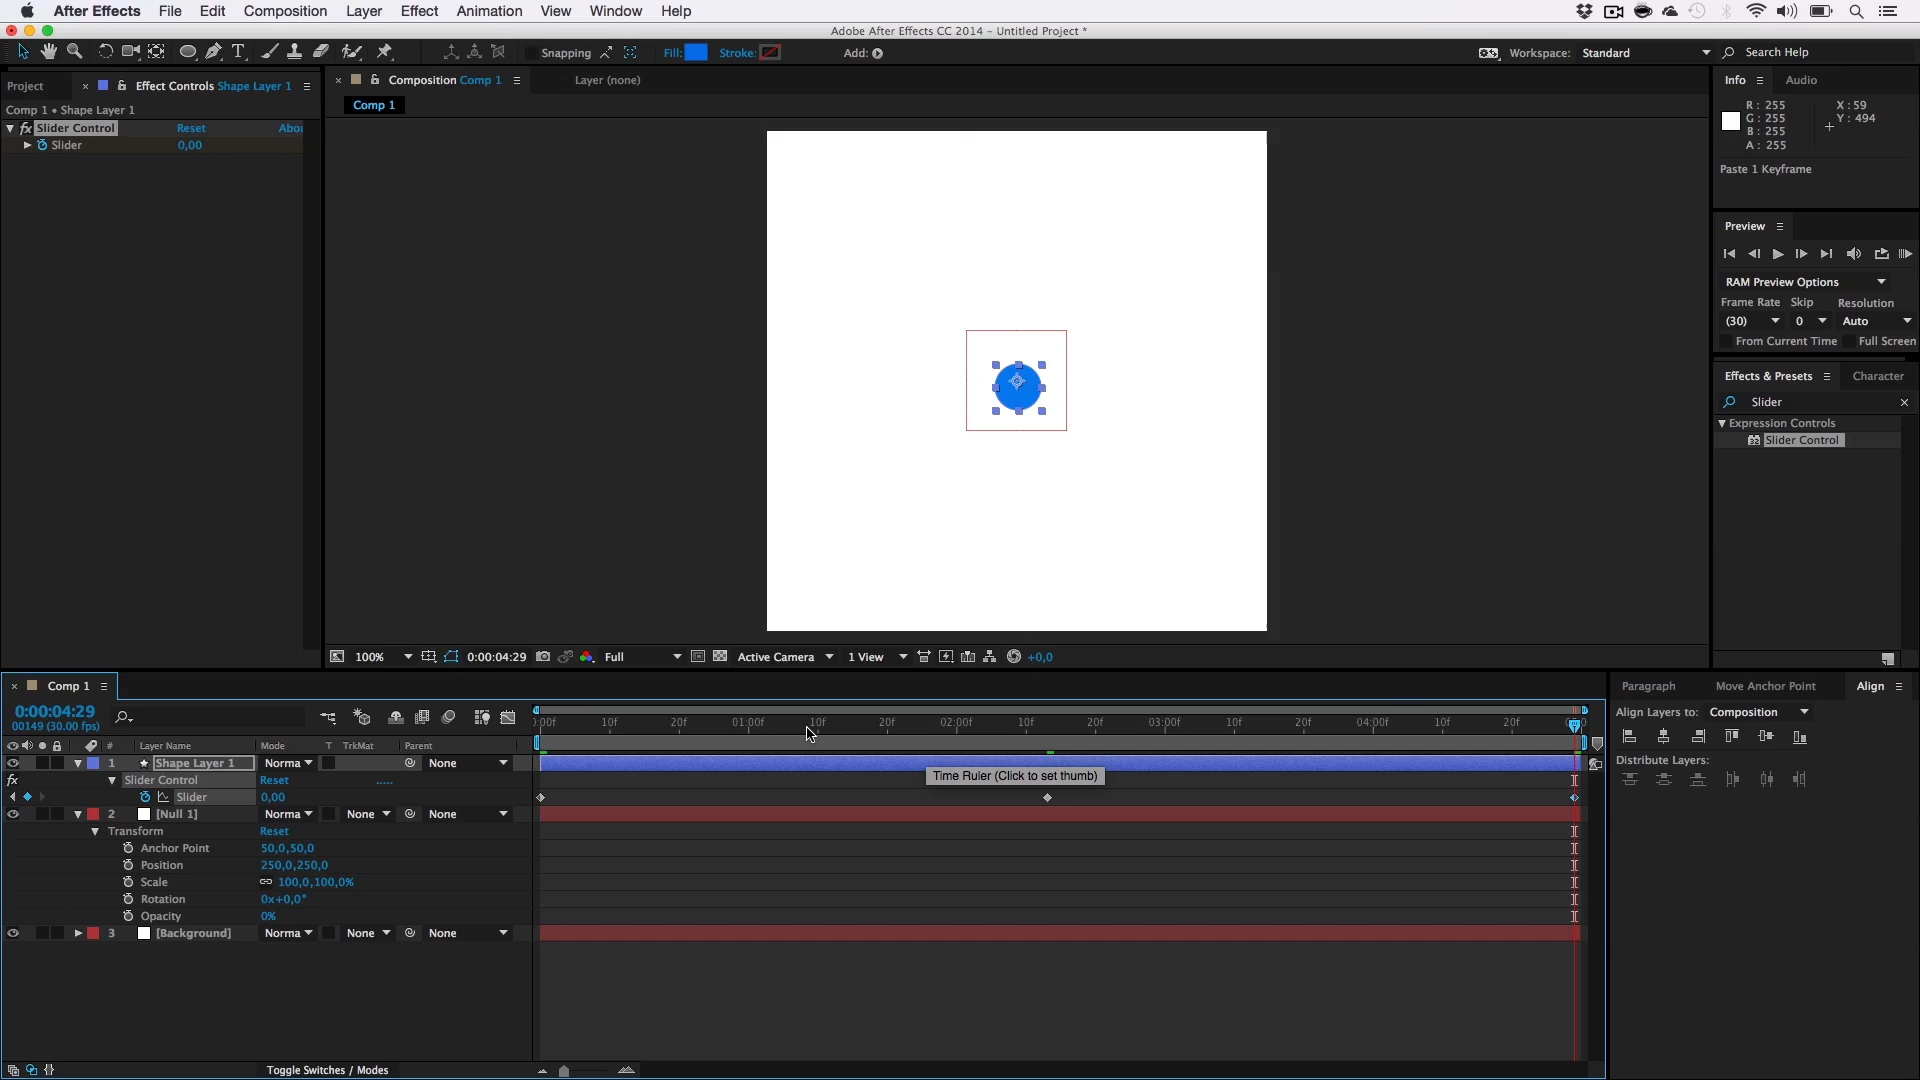 After Effects File Edit Composition Layer Effect Animation View Window Help
Adobe After Effects CC 2014 – Untitled Project *
Snapping Fill: Stroke: Add: Workspace: Standard Search Help
Project Effect Controls Shape Layer 1
Comp 1 • Shape Layer 1
fx Slider Control Reset Abou
Slider 0,00
Composition Comp 1 Layer (none)
Comp 1
100% 0:00:04:29 Full Active Camera 1 View +0,0
Info Audio
R: 255 X: 59
G: 255 Y: 494
B: 255
A: 255
Paste 1 Keyframe
Preview
RAM Preview Options
Frame Rate Skip Resolution
(30) 0 Auto
From Current Time Full Screen
Effects & Presets Character
Slider
Expression Controls
Slider Control
Comp 1
0:00:04:29
00149 (30.00 fps)
):00f 10f 20f 01:00f 10f 20f 02:00f 10f 20f 03:00f 10f 20f 04:00f 10f 20f
# Layer Name Mode T TrkMat Parent
1 Shape Layer 1 Norma None
fx Slider Control Reset .....
Slider 0,00
Time Ruler (Click to set thumb)
2 [Null 1] Norma None None
Transform Reset
Anchor Point 50,0,50,0
Position 250,0,250,0
Scale 100,0,100,0%
Rotation 0x+0,0°
Opacity 0%
3 [Background] Norma None None
Toggle Switches / Modes
Paragraph Move Anchor Point Align
Align Layers to: Composition
Distribute Layers: